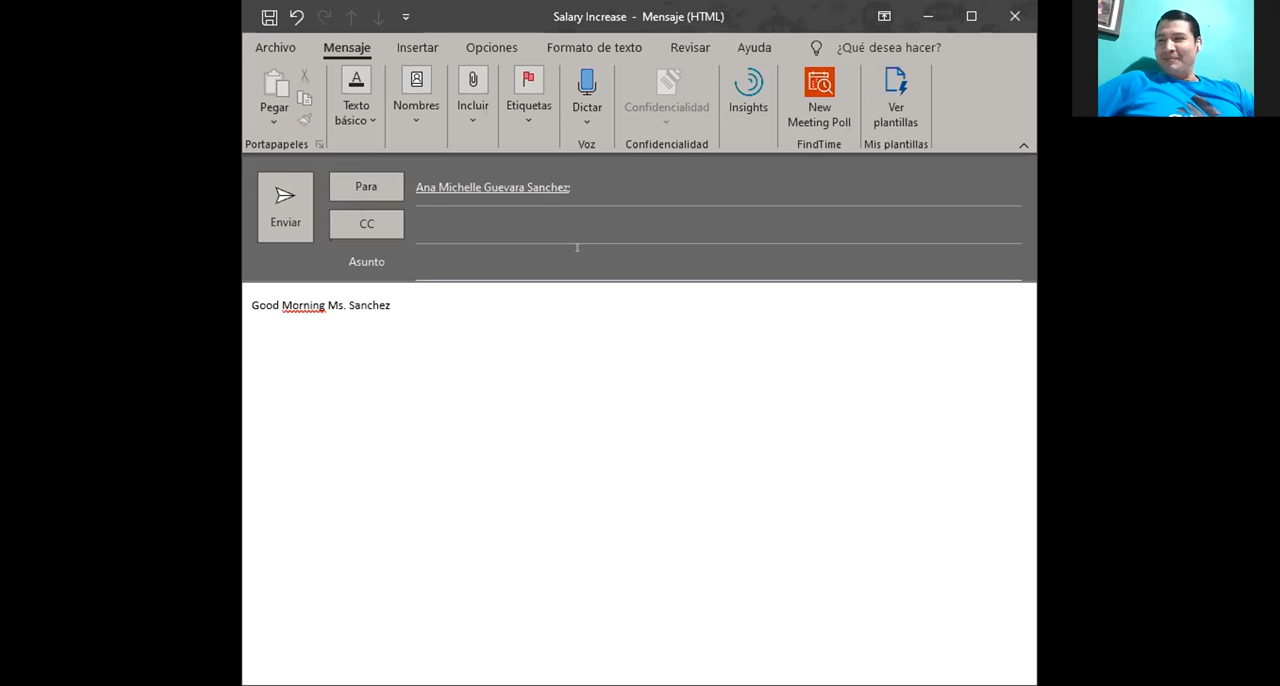 Salary Increase - Mensaje (HTML)
Archivo Mensaje Insertar Opciones Formato de texto Revisar Ayuda ¿Qué desea hacer?
Pegar Texto básico Nombres Incluir Etiquetas Dictar Confidencialidad Insights New Meeting Poll Ver plantillas
Portapapeles Voz Confidencialidad FindTime Mis plantillas
Enviar Para Ana Michelle Guevara Sanchez;
CC
Asunto
Good Morning Ms. Sanchez